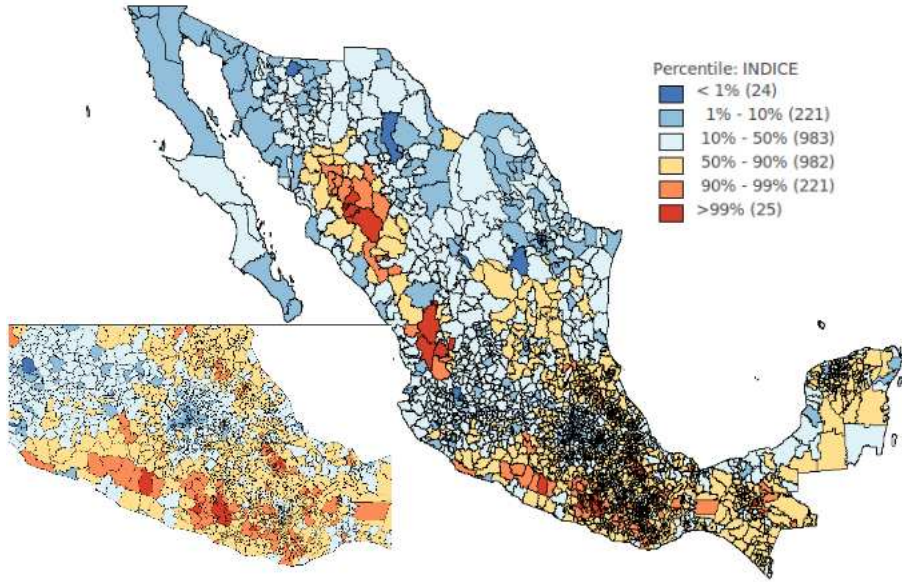 Percentile: INDICE
< 1% (24)
1% - 10% (221)
10% - 50% (983)
50% - 90% (982)
90% - 99% (221)
>99% (25)